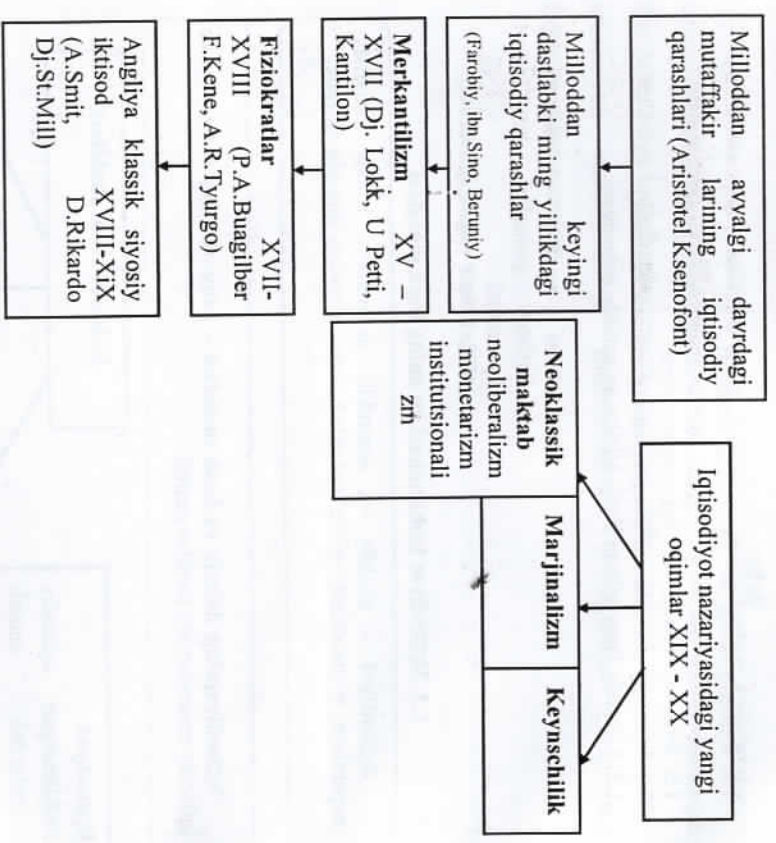 Milloddan avvalgi davrdagi
mutaffakir larining iqtisodiy
qarashlari (Aristotel Ksenofont)
Milloddan keyingi
dastlabki ming yillikdagi
iqtisodiy qarashlar
(Farobiy, ibn Sino, Beruniy)
Merkantilizm XV –
XVII (Dj. Lokk, U Petti,
Kantilon)
Fiziokratlar XVII-
XVIII (P.A.Buagilber
F.Kene, A.R.Tyurgo)
Angliya klassik siyosiy
iktisod XVIII-XiX
(A.Smit, D.Rikardo
Dj.St.Mill)
Iqtisodiyot nazariyasidagi yangi
oqimlar XIX - XX
Neoklassik
maktab
neoliberalizm
monetarizm
institutsionali
zm
Marjinalizm
Keynschilik